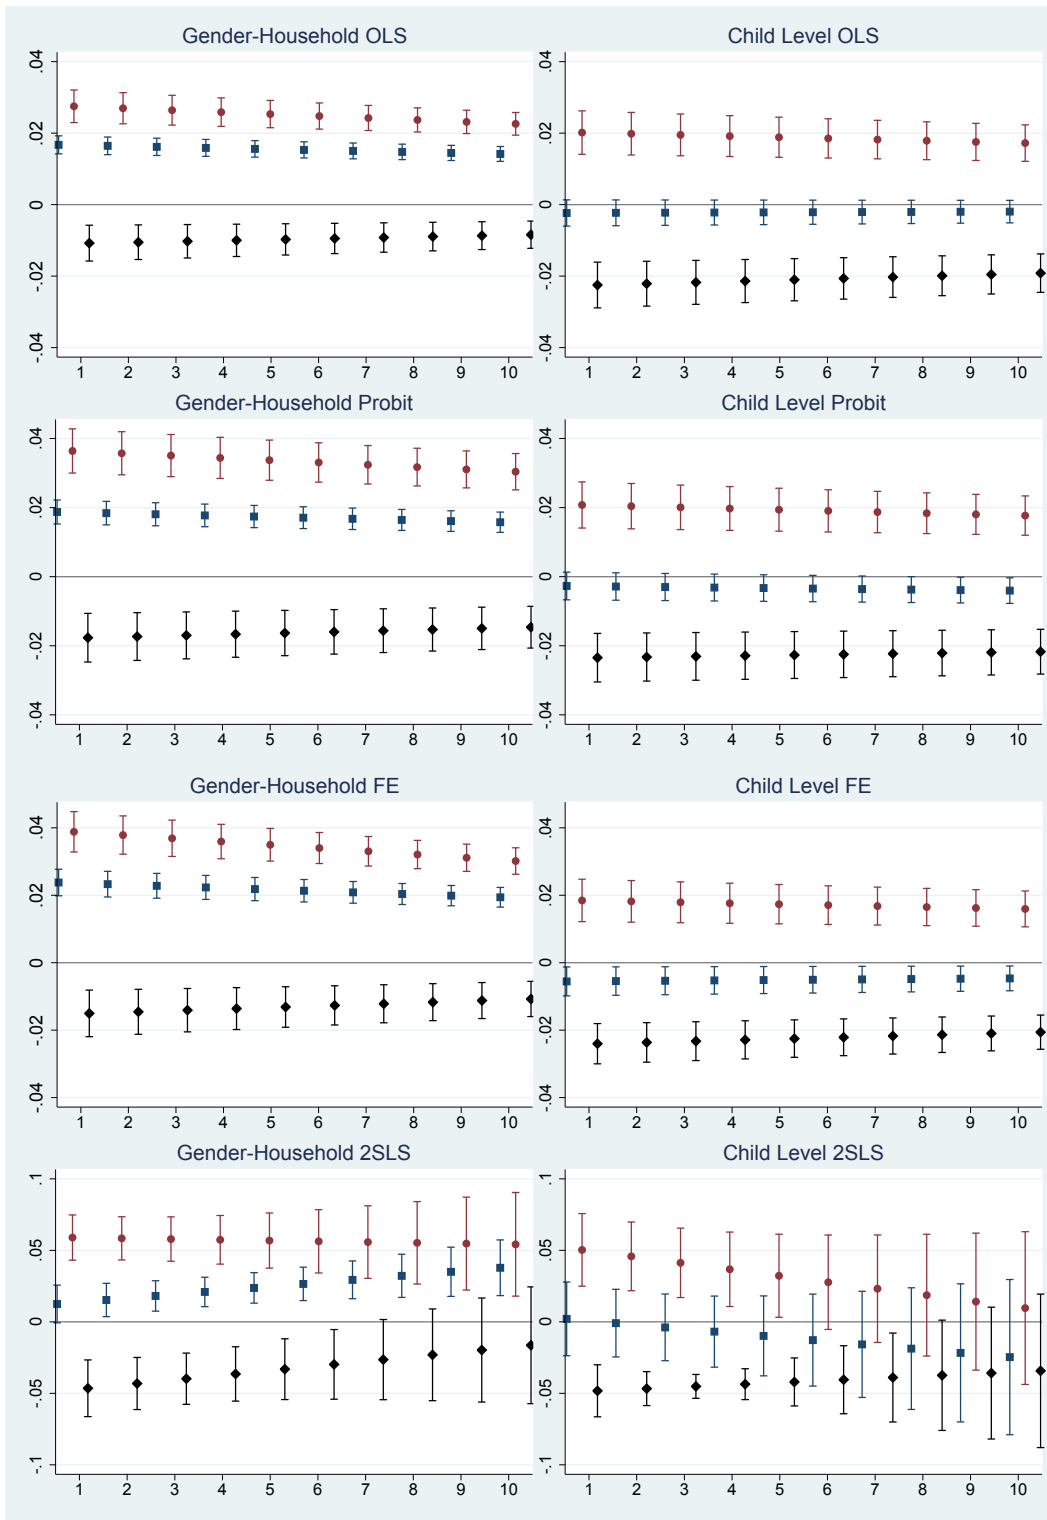 Gender-Household OLS
Child Level OLS
.04
.02
0
-.02
-.04
1 2 3 4 5 6 7 8 9 10
.04
.02
0
-.02
-.04
1 2 3 4 5 6 7 8 9 10
Gender-Household Probit
Child Level Probit
.04
.02
0
-.02
-.04
1 2 3 4 5 6 7 8 9 10
.04
.02
0
-.02
-.04
1 2 3 4 5 6 7 8 9 10
Gender-Household FE
Child Level FE
.04
.02
0
-.02
-.04
1 2 3 4 5 6 7 8 9 10
.04
.02
0
-.02
-.04
1 2 3 4 5 6 7 8 9 10
Gender-Household 2SLS
Child Level 2SLS
.1
.05
0
-.05
-.1
1 2 3 4 5 6 7 8 9 10
.1
.05
0
-.05
-.1
1 2 3 4 5 6 7 8 9 10